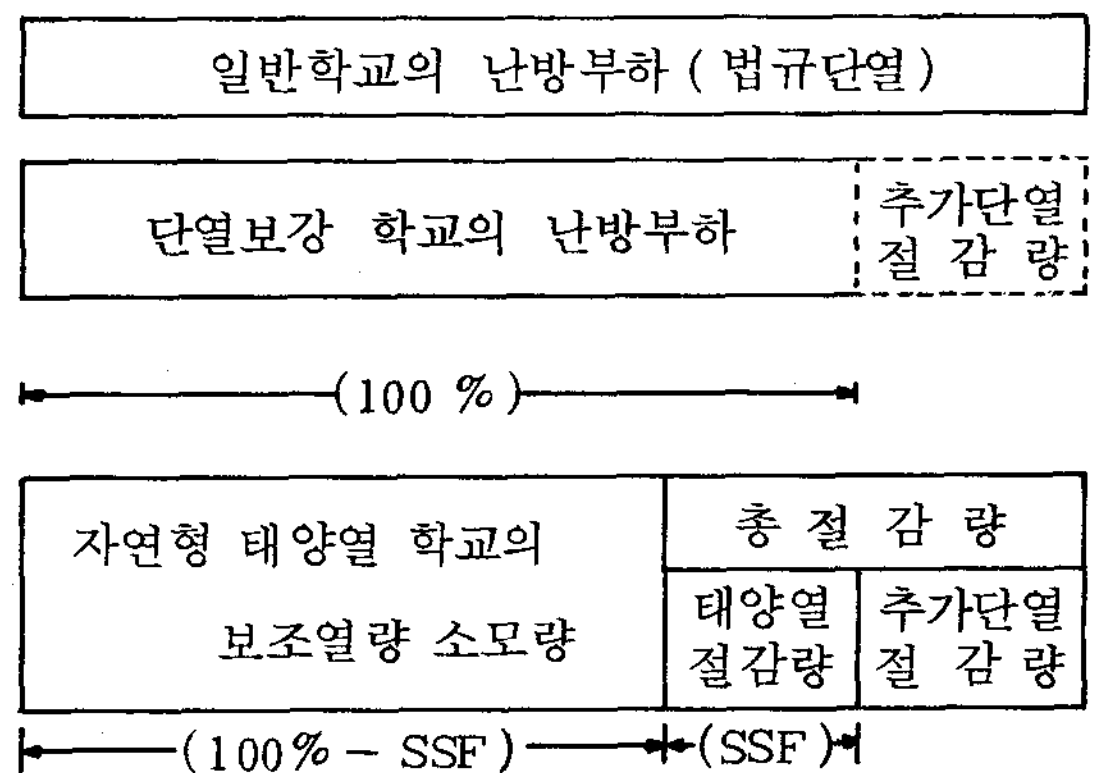 일반학교의 난방부하 ( 법규단열 )
단열보강 학교의 난방부하
추가단열
절 감 량
(100 %)
자연형 태양열 학교의
보조열량 소모량
총 절 감 량
태양열
절감량
추가단열
절 감 량
(100% - SSF)
(SSF)